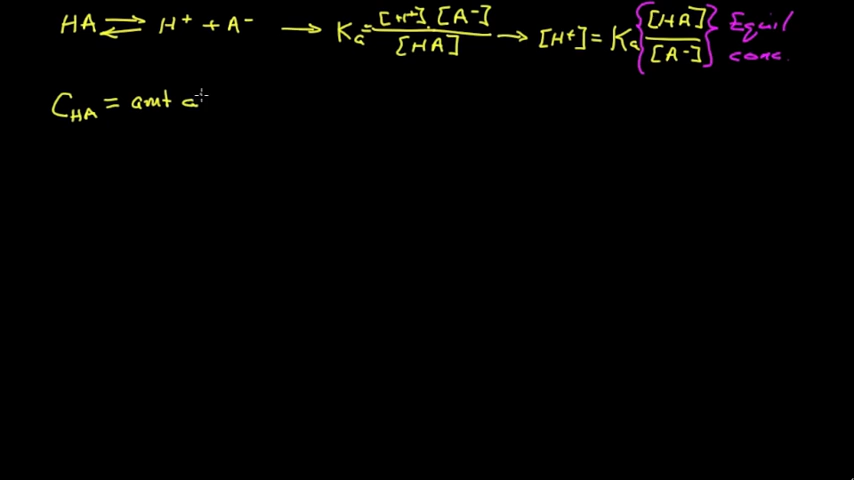 HA ⇌ H⁺ + A⁻ → Kₐ = [H⁺].[A⁻] / [HA] → [H⁺] = Kₐ { [HA] / [A⁻] } Equil conc.
C_HA = amt a